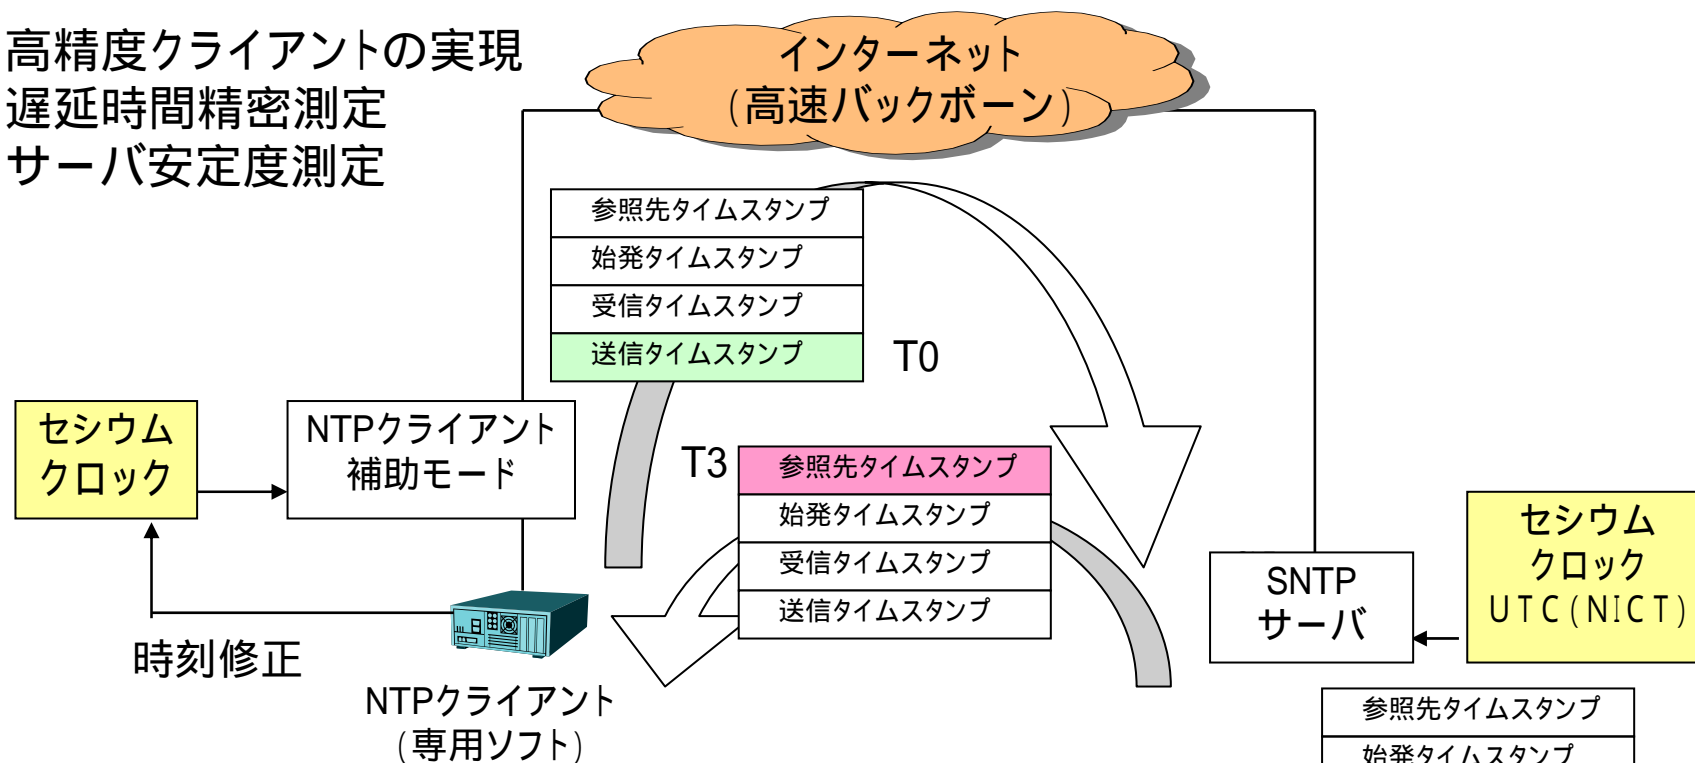 高精度クライアントの実現
遅延時間精密測定
サーバ安定度測定
インターネット
(高速バックボーン)
参照先タイムスタンプ
始発タイムスタンプ
受信タイムスタンプ
送信タイムスタンプ
T0
セシウム
クロック
NTPクライアント
補助モード
T3
参照先タイムスタンプ
始発タイムスタンプ
受信タイムスタンプ
送信タイムスタンプ
SNTP
サーバ
セシウム
クロック
UTC(NICT)
時刻修正
NTPクライアント
(専用ソフト)
参照先タイムスタンプ
始発タイムスタンプ